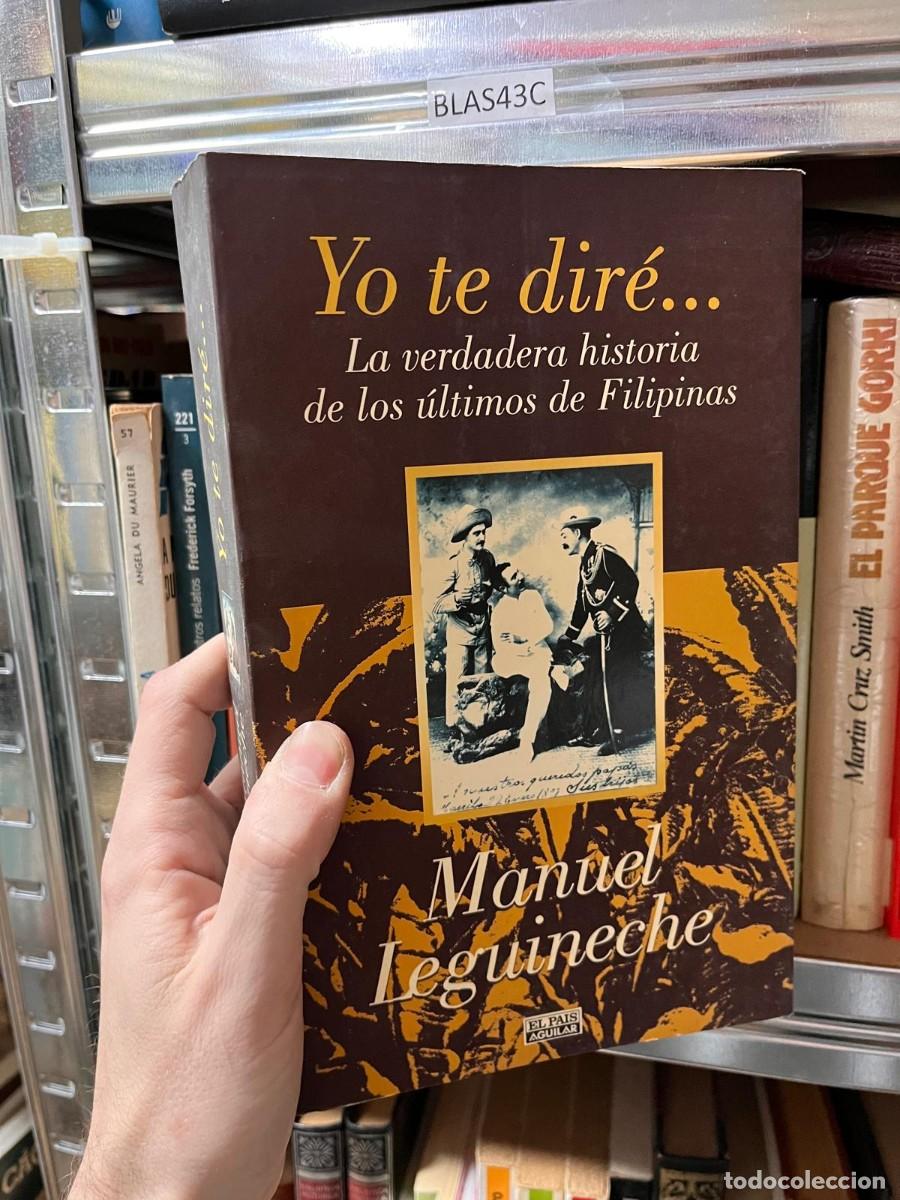 BLAS43C
Yo te diré...
La verdadera historia
de los últimos de Filipinas
Manuel
Leguineche
EL PAIS
AGUILAR
Yo te diré...
57
ANGELA DU MAURIER
221
3
Frederick Forsyth
relatos
Martin Cruz Smith
EL PARQUE GORKI
todocoleccion